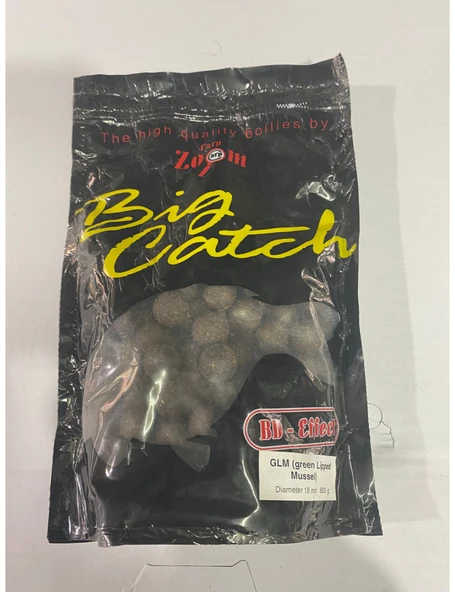 The high quality boilies by
Carp
Zoom
Big
Catch
BD - Effect
GLM (green Lipped
Mussel)
Diameter 18 mm 800 g